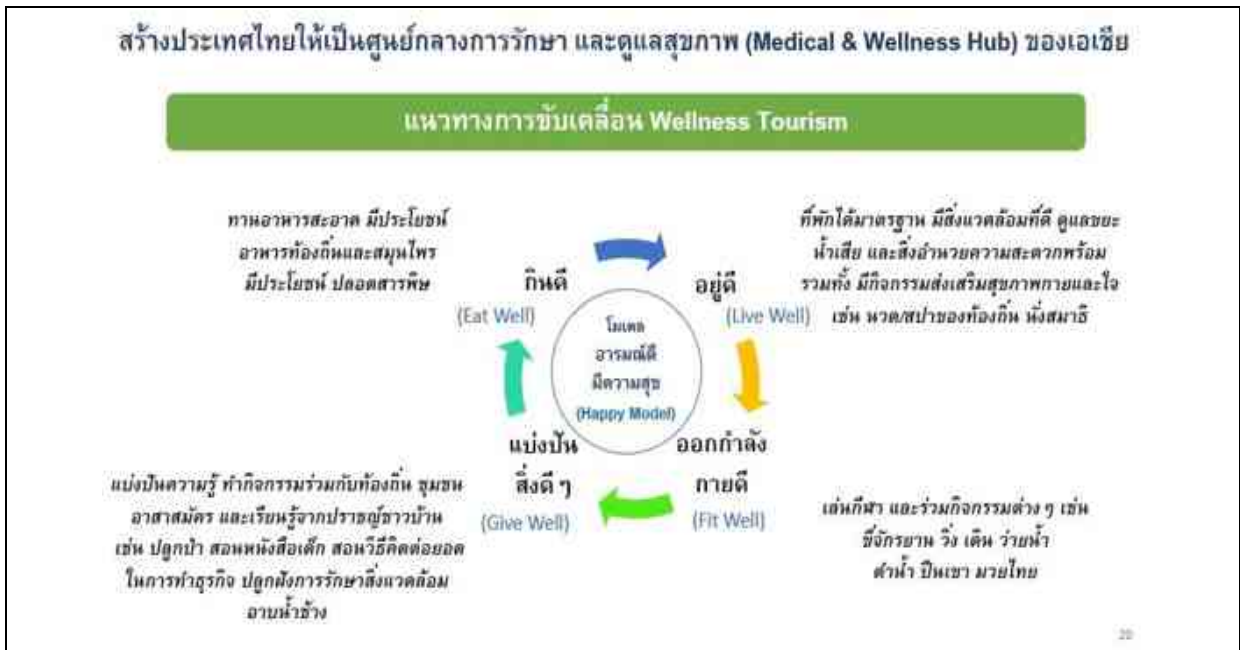 สร้างประเทศไทยให้เป็นศูนย์กลางการรักษา และดูแลสุขภาพ (Medical & Wellness Hub) ของเอเชีย
แนวทางการขับเคลื่อน Wellness Tourism
ทานอาหารสะอาด มีประโยชน์
อาหารท้องถิ่นและสมุนไพร
มีประโยชน์ ปลอดสารพิษ
กินดี
(Eat Well)
อยู่ดี
(Live Well)
ที่พักได้มาตรฐาน มีสิ่งแวดล้อมที่ดี ดูแลขยะ
น้ำเสีย และสิ่งอำนวยความสะดวกพร้อม
รวมทั้ง มีกิจกรรมส่งเสริมสุขภาพกายและใจ
เช่น นวด/สปาของท้องถิ่น นั่งสมาธิ
โมเดล
อารมณ์ดี
มีความสุข
(Happy Model)
แบ่งปัน
สิ่งดี ๆ
(Give Well)
ออกกำลัง
กายดี
(Fit Well)
แบ่งปันความรู้ ทำกิจกรรมร่วมกับท้องถิ่น ชุมชน
อาสาสมัคร และเรียนรู้จากปราชญ์ชาวบ้าน
เช่น ปลูกป่า สอนหนังสือเด็ก สอนวิธีคิดต่อยอด
ในการทำธุรกิจ ปลูกฝังการรักษาสิ่งแวดล้อม
อาบน้ำช้าง
เล่นกีฬา และร่วมกิจกรรมต่าง ๆ เช่น
ขี่จักรยาน วิ่ง เดิน ว่ายน้ำ
ดำน้ำ ปีนเขา มวยไทย
20